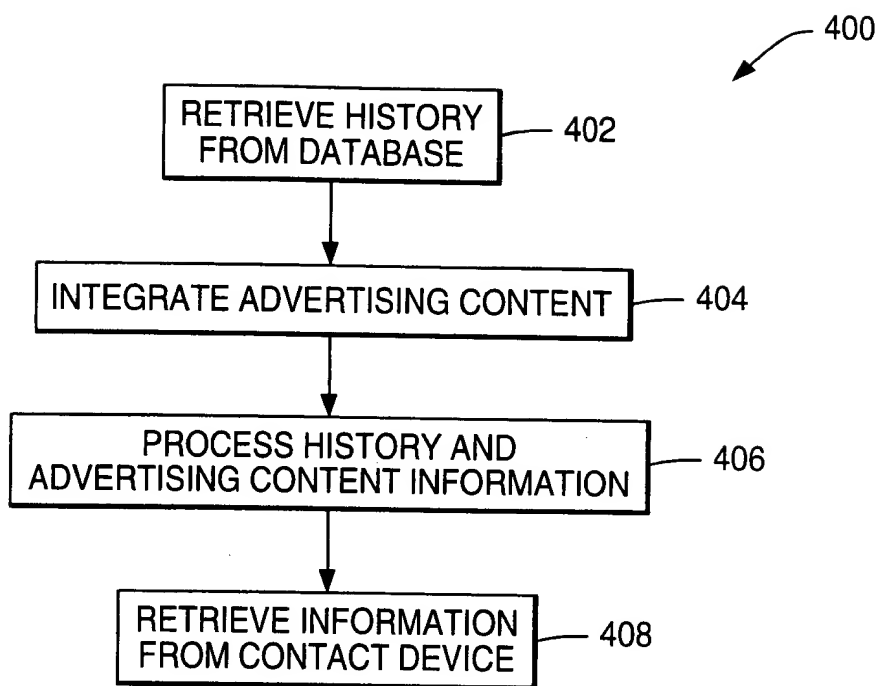 400
RETRIEVE HISTORY
FROM DATABASE
402
INTEGRATE ADVERTISING CONTENT
404
PROCESS HISTORY AND
ADVERTISING CONTENT INFORMATION
406
RETRIEVE INFORMATION
FROM CONTACT DEVICE
408